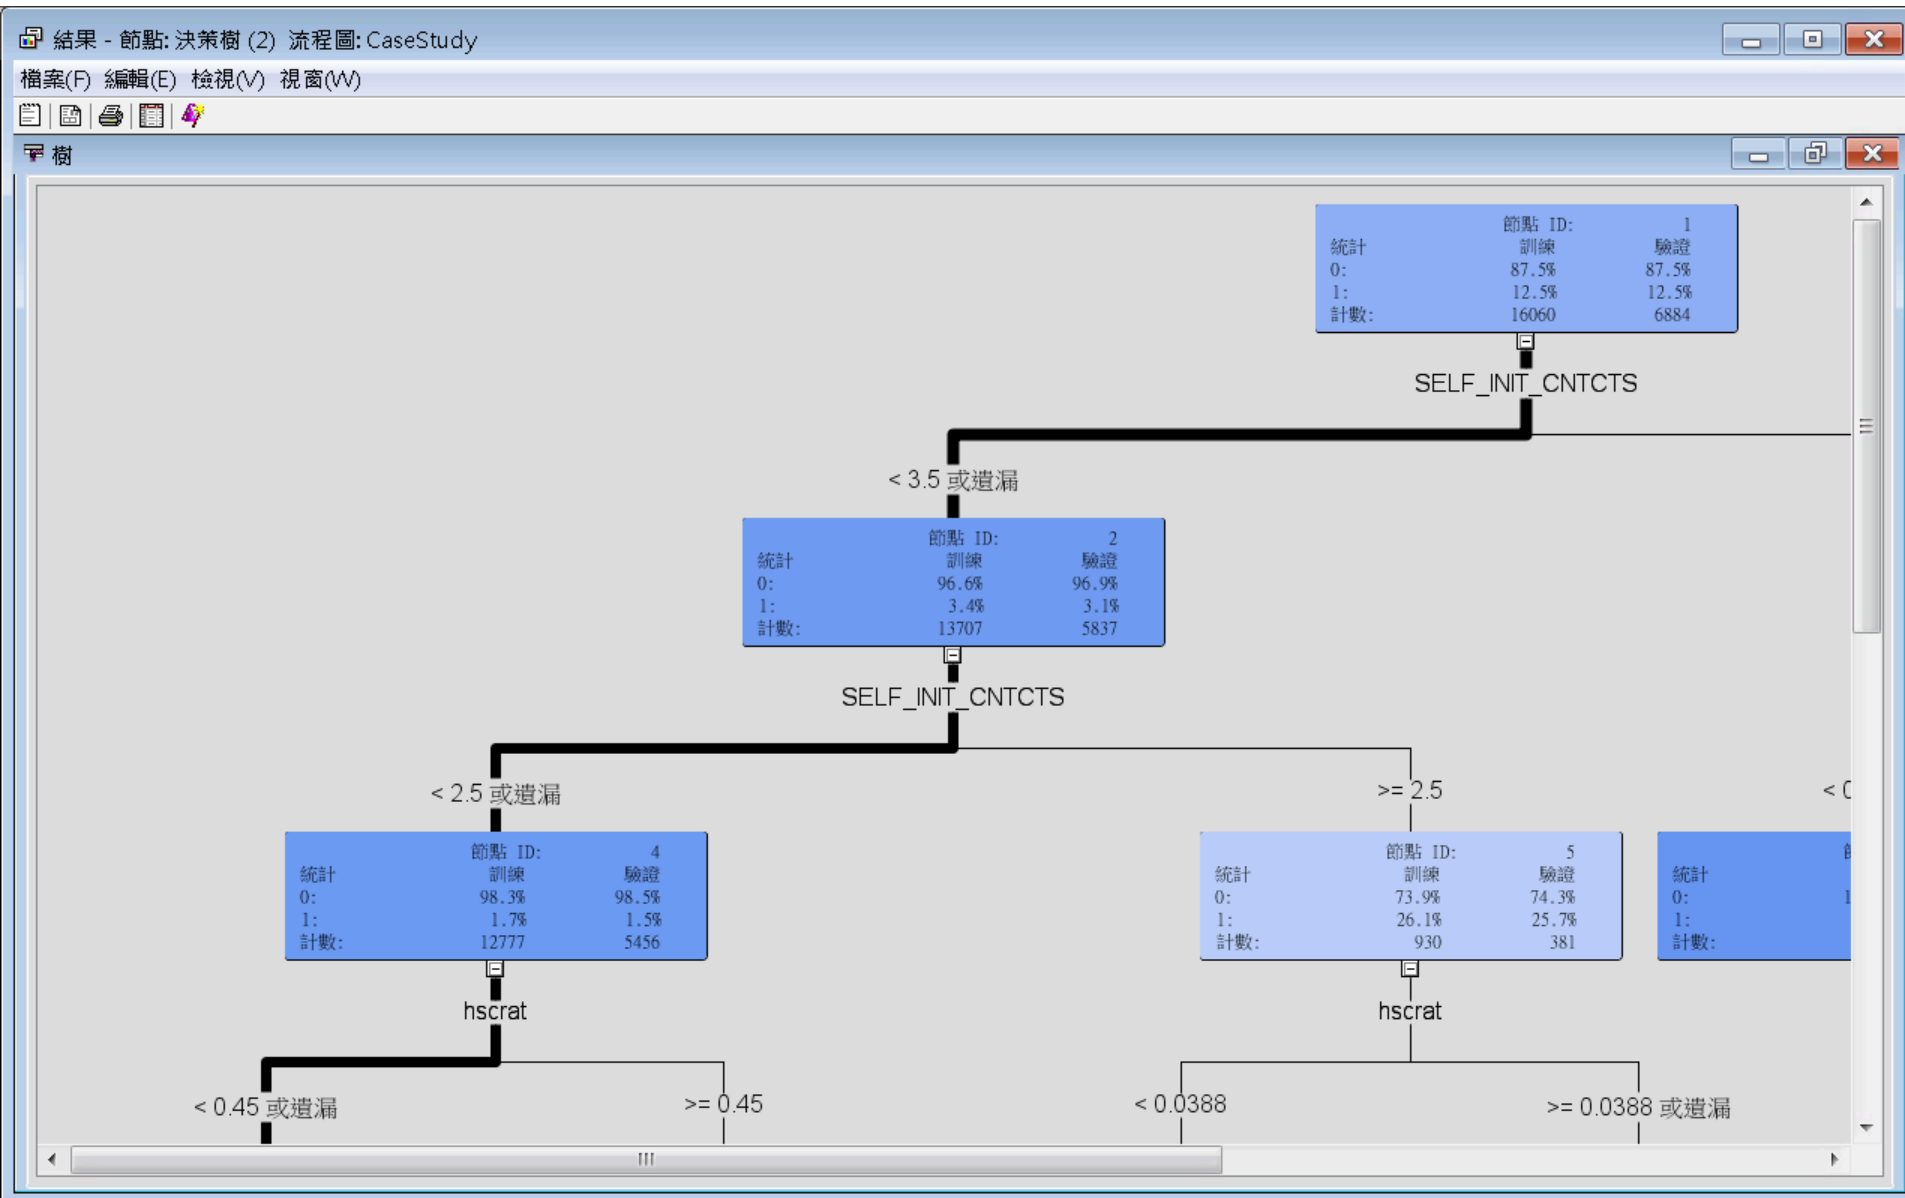 結果 - 節點: 決策樹 (2) 流程圖: CaseStudy
檔案(F) 編輯(E) 檢視(V) 視窗(W)
樹
節點 ID: 1
統計 訓練 驗證
0: 87.5% 87.5%
1: 12.5% 12.5%
計數: 16060 6884
SELF_INIT_CNTCTS
< 3.5 或遺漏
節點 ID: 2
統計 訓練 驗證
0: 96.6% 96.9%
1: 3.4% 3.1%
計數: 13707 5837
SELF_INIT_CNTCTS
< 2.5 或遺漏
>= 2.5
節點 ID: 4
統計 訓練 驗證
0: 98.3% 98.5%
1: 1.7% 1.5%
計數: 12777 5456
節點 ID: 5
統計 訓練 驗證
0: 73.9% 74.3%
1: 26.1% 25.7%
計數: 930 381
統計
0:
1:
計數:
hscrat
hscrat
< 0.45 或遺漏
>= 0.45
< 0.0388
>= 0.0388 或遺漏